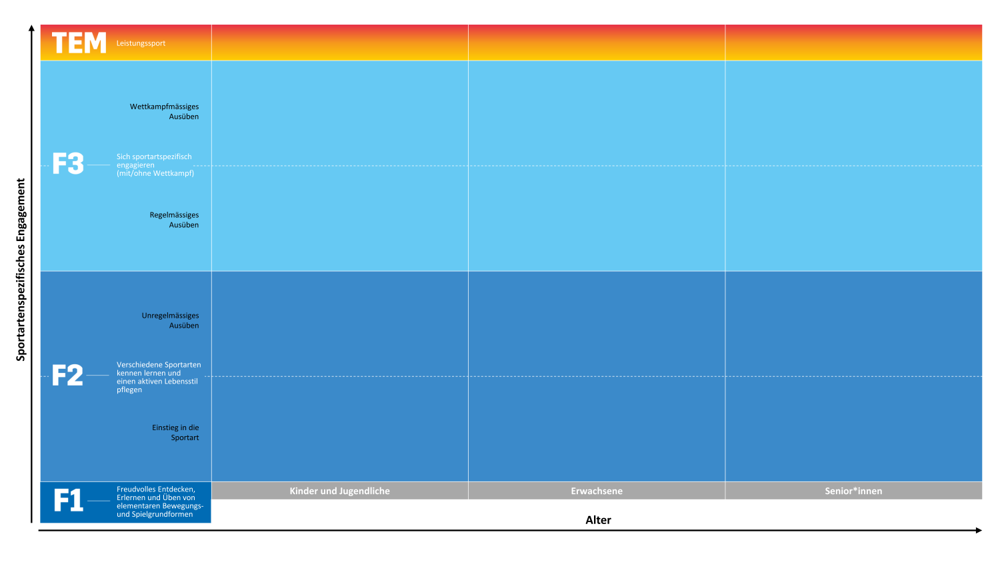 TEM
Leistungssport
Wettkampfmässiges
Ausüben
F3
Sich sportartspezifisch
engagieren
(mit/ohne Wettkampf)
Regelmässiges
Ausüben
Unregelmässiges
Ausüben
F2
Verschiedene Sportarten
kennen lernen und
einen aktiven Lebensstil
pflegen
Einstieg in die
Sportart
F1
Freudvolles Entdecken,
Erlernen und Üben von
elementaren Bewegungs-
und Spielgrundformen
Kinder und Jugendliche
Erwachsene
Senior*innen
Alter
Sportartenspezifisches Engagement